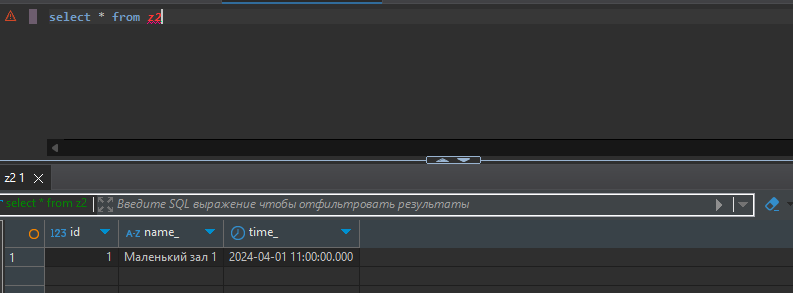 select * from z2
z2 1
select * from z2 Введите SQL выражение чтобы отфильтровать результаты
123 id A-Z name_ time_
1 1 Маленький зал 1 2024-04-01 11:00:00.000